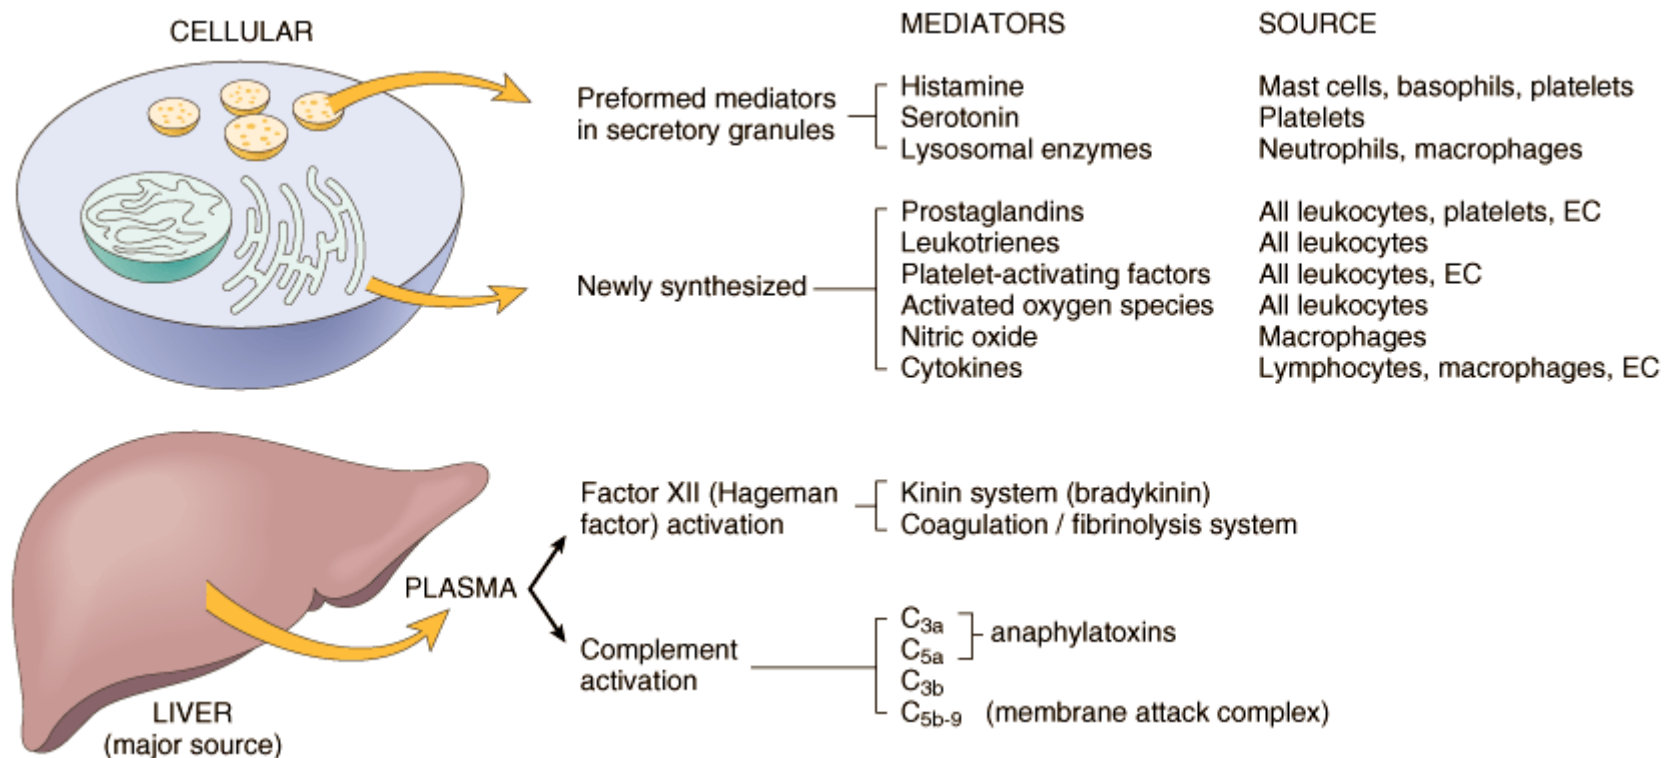 CELLULAR
MEDIATORS
SOURCE
Preformed mediators
in secretory granules
Histamine
Mast cells, basophils, platelets
Serotonin
Platelets
Lysosomal enzymes
Neutrophils, macrophages
Newly synthesized
Prostaglandins
All leukocytes, platelets, EC
Leukotrienes
All leukocytes
Platelet-activating factors
All leukocytes, EC
Activated oxygen species
All leukocytes
Nitric oxide
Macrophages
Cytokines
Lymphocytes, macrophages, EC
LIVER
(major source)
PLASMA
Factor XII (Hageman
factor) activation
Kinin system (bradykinin)
Coagulation / fibrinolysis system
Complement
activation
C3a
C5a
anaphylatoxins
C3b
C5b-9 (membrane attack complex)